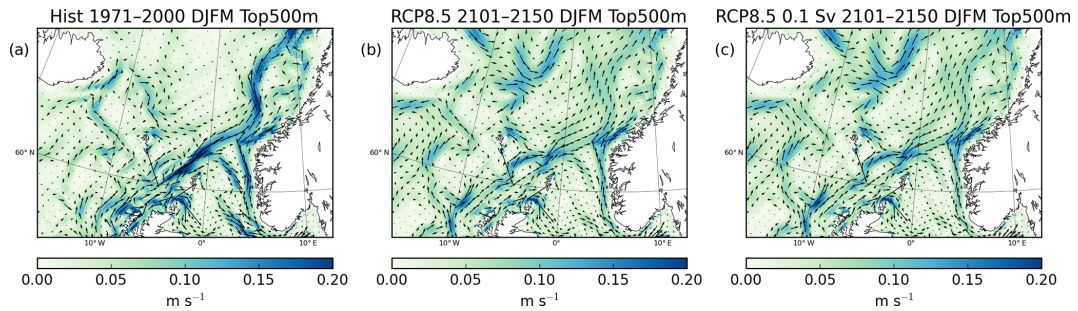 Hist 1971–2000 DJFM Top500m
RCP8.5 2101–2150 DJFM Top500m
RCP8.5 0.1 Sv 2101–2150 DJFM Top500m
(a)
(b)
(c)
60° N
60° N
60° N
10° W
0°
10° E
10° W
0°
10° E
10° W
0°
10° E
0.00 0.05 0.10 0.15 0.20
0.00 0.05 0.10 0.15 0.20
0.00 0.05 0.10 0.15 0.20
m s⁻¹
m s⁻¹
m s⁻¹